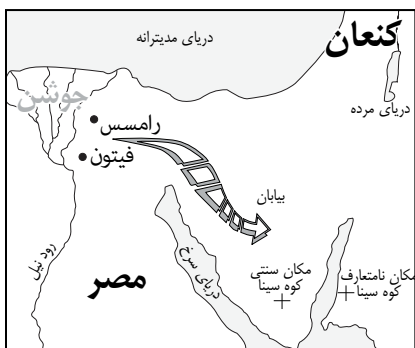 کنعان
دریای مدیترانه
دریای مرده
جوشن
رامسس
فیتون
بیابان
رود نیل
مصر
دریای سرخ
مکان سنتی
کوه سینا
مکان نامتعارف
کوه سینا